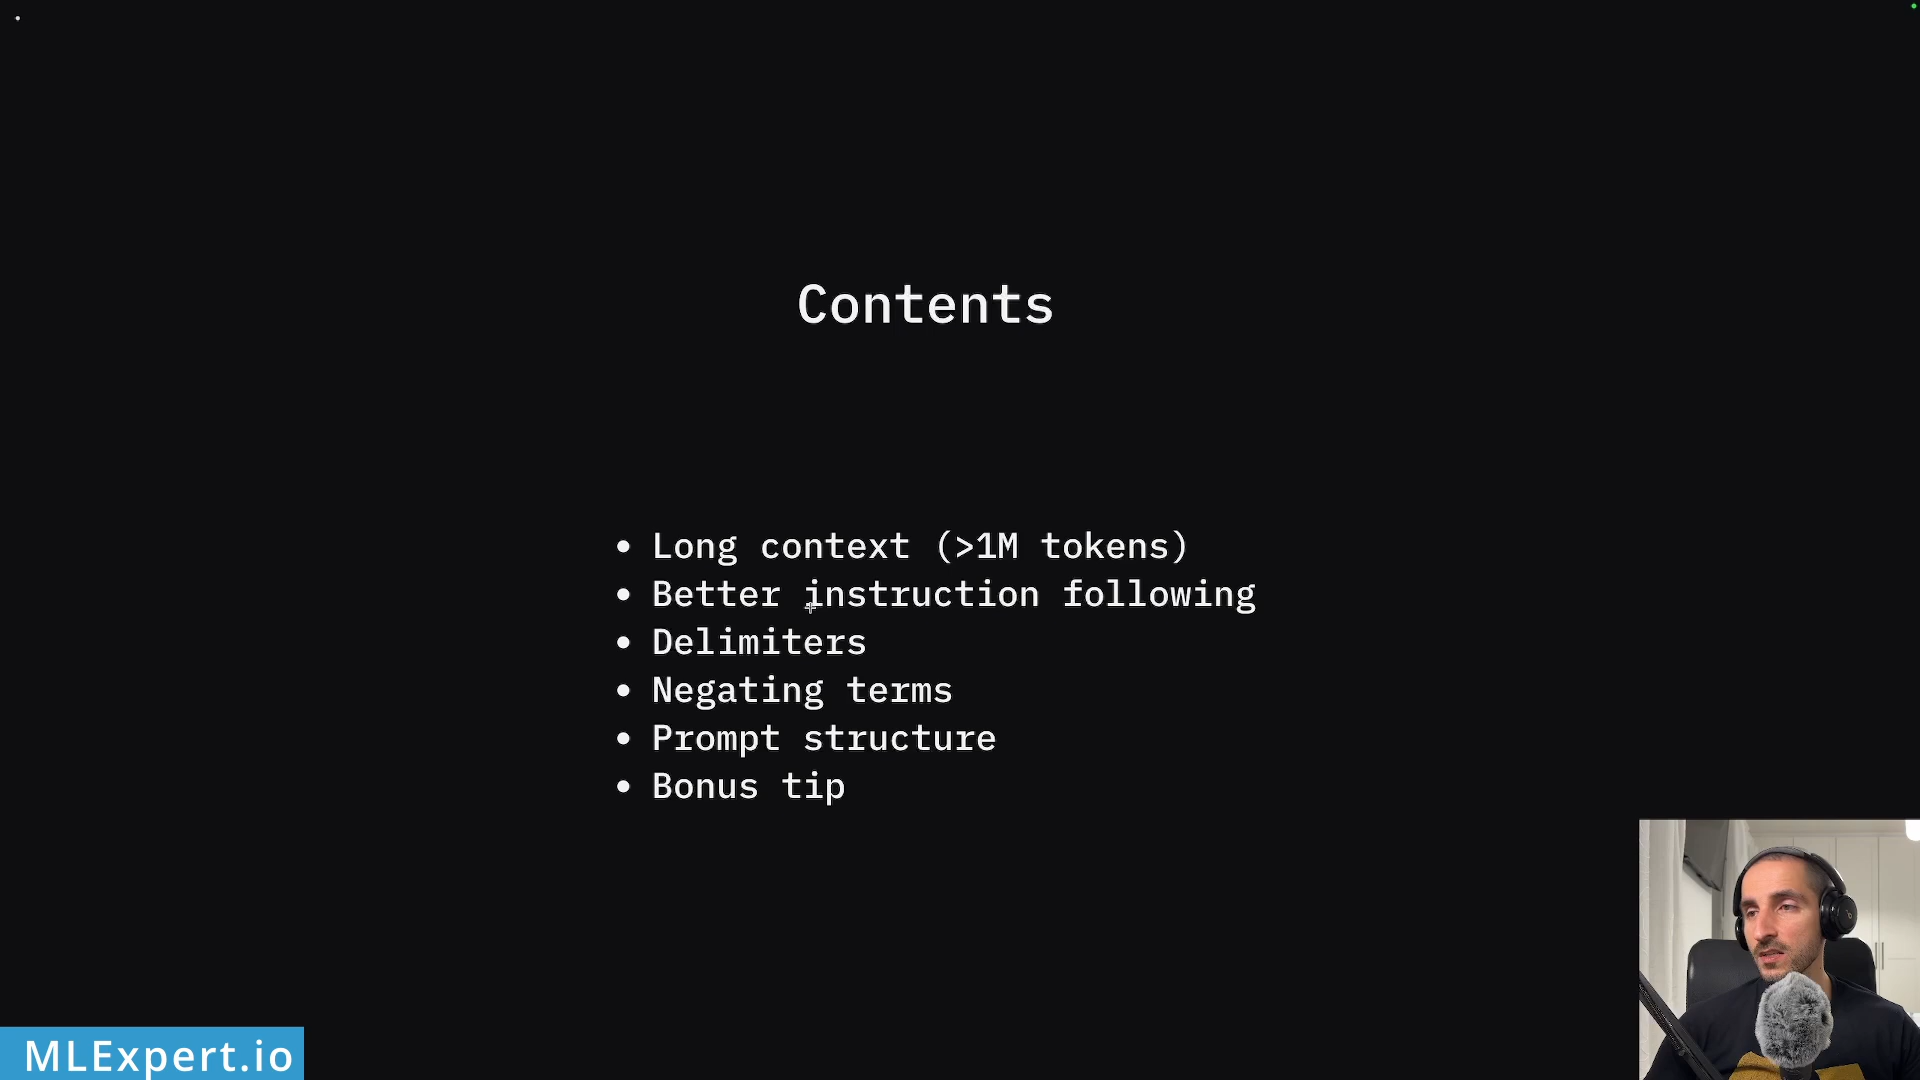 Contents
• Long context (>1M tokens)
• Better instruction following
• Delimiters
• Negating terms
• Prompt structure
• Bonus tip
MLExpert.io